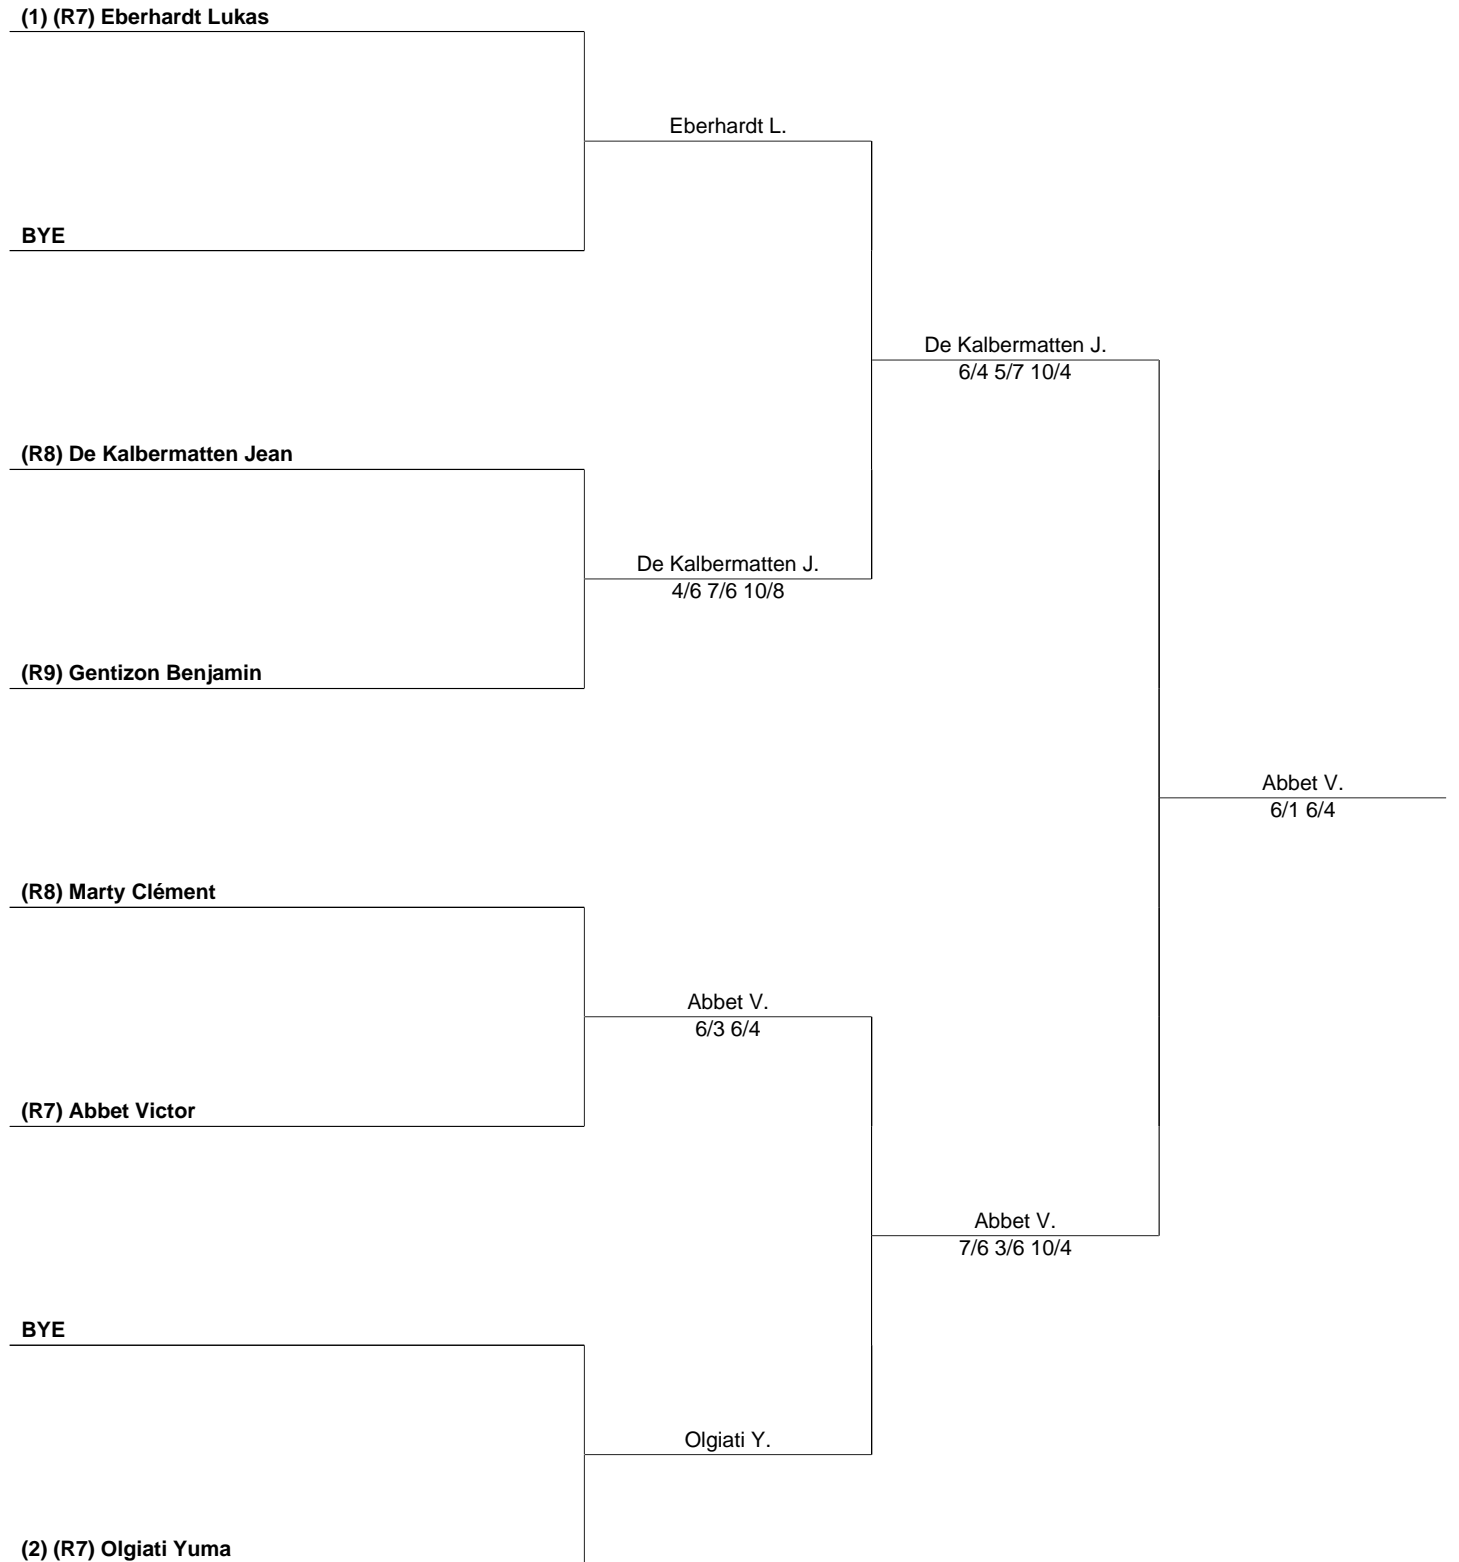 (1) (R7) Eberhardt Lukas
Eberhardt L.
BYE
De Kalbermatten J.
6/4 5/7 10/4
(R8) De Kalbermatten Jean
De Kalbermatten J.
4/6 7/6 10/8
(R9) Gentizon Benjamin
Abbet V.
6/1 6/4
(R8) Marty Clément
Abbet V.
6/3 6/4
(R7) Abbet Victor
Abbet V.
7/6 3/6 10/4
BYE
Olgiati Y.
(2) (R7) Olgiati Yuma